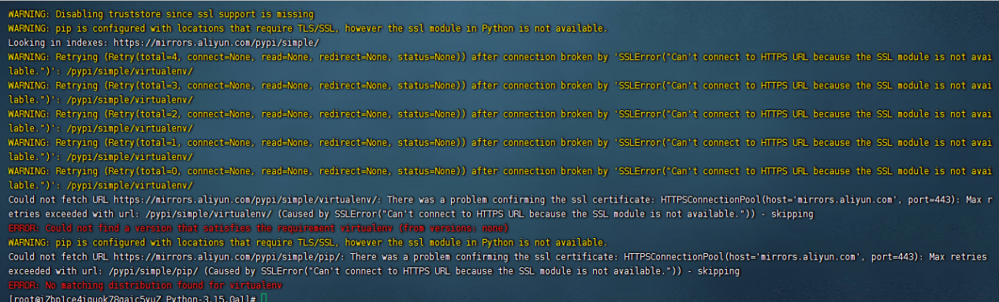 WARNING: Disabling truststore since ssl support is missing
WARNING: pip is configured with locations that require TLS/SSL, however the ssl module in Python is not available.
Looking in indexes: https://mirrors.aliyun.com/pypi/simple/
WARNING: Retrying (Retry(total=4, connect=None, read=None, redirect=None, status=None)) after connection broken by 'SSLError("Can't connect to HTTPS URL because the SSL module is not avai
lable.")': /pypi/simple/virtualenv/
WARNING: Retrying (Retry(total=3, connect=None, read=None, redirect=None, status=None)) after connection broken by 'SSLError("Can't connect to HTTPS URL because the SSL module is not avai
lable.")': /pypi/simple/virtualenv/
WARNING: Retrying (Retry(total=2, connect=None, read=None, redirect=None, status=None)) after connection broken by 'SSLError("Can't connect to HTTPS URL because the SSL module is not avai
lable.")': /pypi/simple/virtualenv/
WARNING: Retrying (Retry(total=1, connect=None, read=None, redirect=None, status=None)) after connection broken by 'SSLError("Can't connect to HTTPS URL because the SSL module is not avai
lable.")': /pypi/simple/virtualenv/
WARNING: Retrying (Retry(total=0, connect=None, read=None, redirect=None, status=None)) after connection broken by 'SSLError("Can't connect to HTTPS URL because the SSL module is not avai
lable.")': /pypi/simple/virtualenv/
Could not fetch URL https://mirrors.aliyun.com/pypi/simple/virtualenv/: There was a problem confirming the ssl certificate: HTTPSConnectionPool(host='mirrors.aliyun.com', port=443): Max r
etries exceeded with url: /pypi/simple/virtualenv/ (Caused by SSLError("Can't connect to HTTPS URL because the SSL module is not available.")) - skipping
ERROR: Could not find a version that satisfies the requirement virtualenv (from versions: none)
WARNING: pip is configured with locations that require TLS/SSL, however the ssl module in Python is not available.
Could not fetch URL https://mirrors.aliyun.com/pypi/simple/pip/: There was a problem confirming the ssl certificate: HTTPSConnectionPool(host='mirrors.aliyun.com', port=443): Max retries
exceeded with url: /pypi/simple/pip/ (Caused by SSLError("Can't connect to HTTPS URL because the SSL module is not available.")) - skipping
ERROR: No matching distribution found for virtualenv
Python-3.15.0a1]#